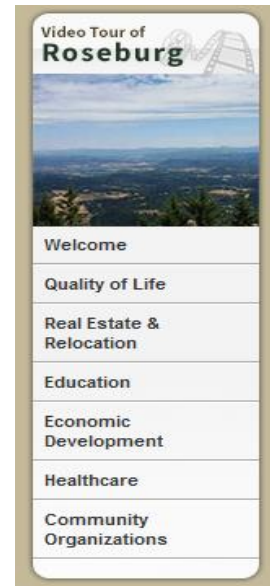 Video Tour of
Roseburg
Welcome
Quality of Life
Real Estate &
Relocation
Education
Economic
Development
Healthcare
Community
Organizations